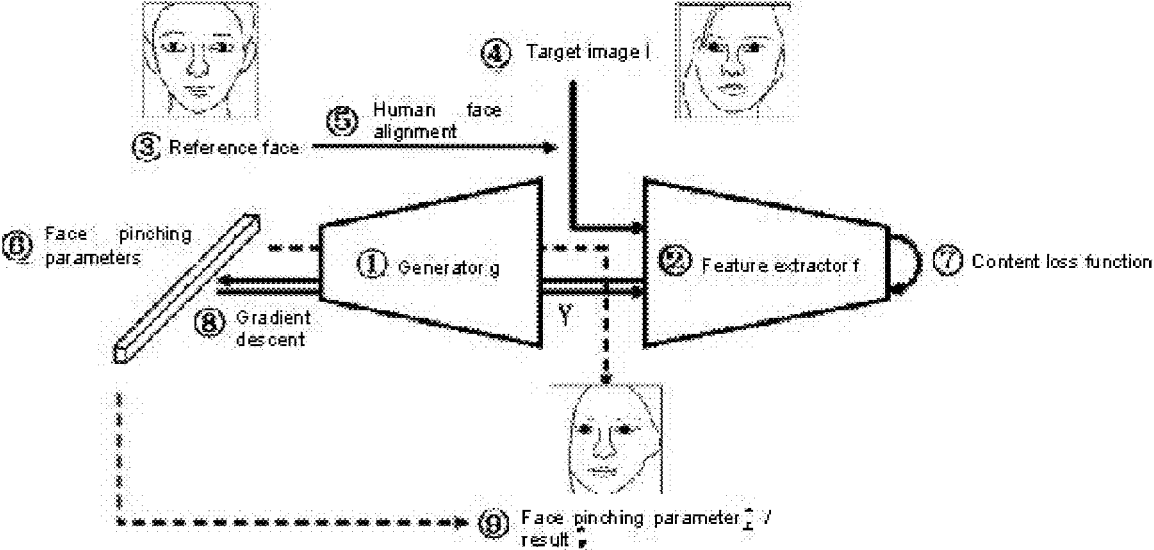 ④ Target image I
⑤ Human face
alignment
③ Reference face
⑥ Face pinching
parameters
① Generator g
② Feature extractor f
⑦ Content loss function
⑧ Gradient
descent
γ
⑨ Face pinching parameter /
result